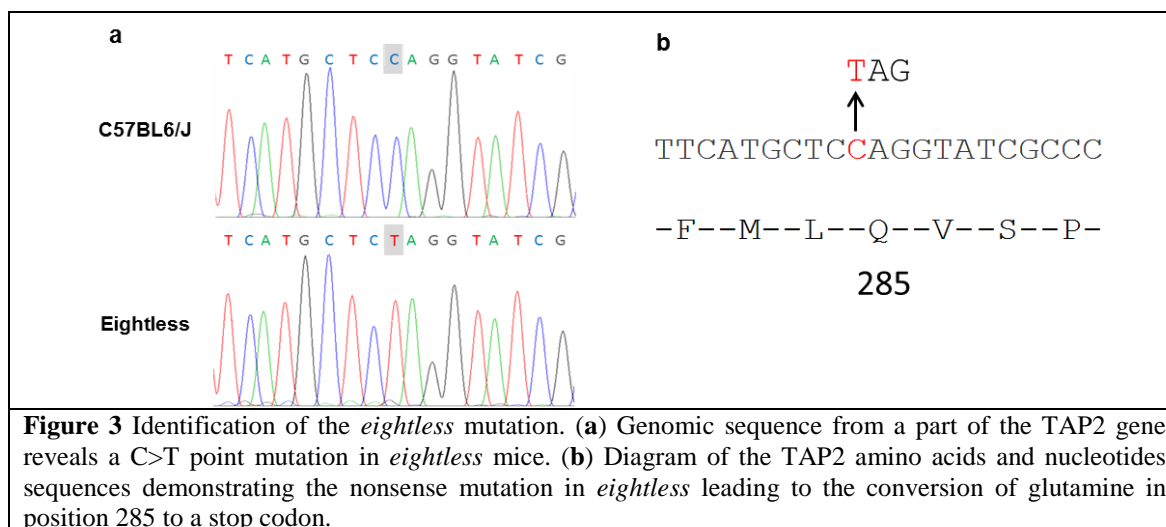 a
T C A T G C T C C A G G T A T C G
C57BL6/J
T C A T G C T C T A G G T A T C G
Eightless
b
TAG
TTCATGCTCCAGGTATCGCCC
-F--M--L--Q--V--S--P-
285
Figure 3 Identification of the eightless mutation. (a) Genomic sequence from a part of the TAP2 gene
reveals a C>T point mutation in eightless mice. (b) Diagram of the TAP2 amino acids and nucleotides
sequences demonstrating the nonsense mutation in eightless leading to the conversion of glutamine in
position 285 to a stop codon.